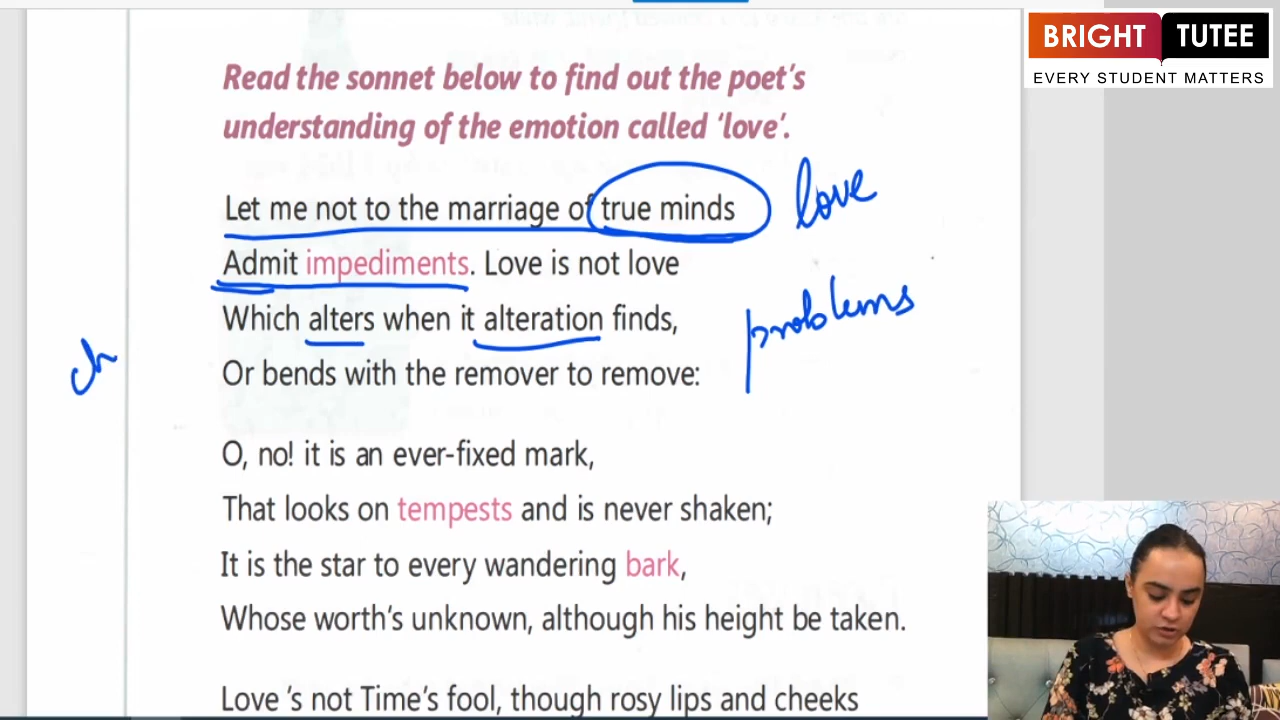 BRIGHT TUTEE
EVERY STUDENT MATTERS
Read the sonnet below to find out the poet's
understanding of the emotion called 'love'.
Let me not to the marriage of true minds love
Admit impediments. Love is not love
Which alters when it alteration finds, problems
ch
Or bends with the remover to remove:
O, no! it is an ever-fixed mark,
That looks on tempests and is never shaken;
It is the star to every wandering bark,
Whose worth's unknown, although his height be taken.
Love 's not Time's fool, though rosy lips and cheeks